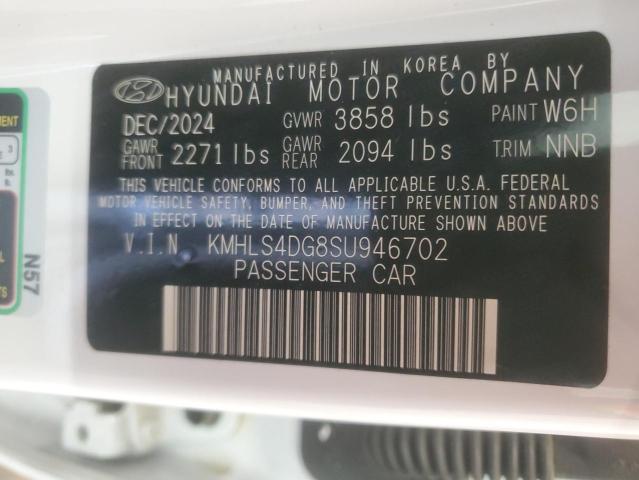 MANUFACTURED IN KOREA BY
HYUNDAI MOTOR COMPANY
DEC/2024 GVWR 3858 lbs PAINT W6H
GAWR FRONT 2271 lbs GAWR REAR 2094 lbs TRIM NNB
THIS VEHICLE CONFORMS TO ALL APPLICABLE U.S.A. FEDERAL
MOTOR VEHICLE SAFETY, BUMPER, AND THEFT PREVENTION STANDARDS
IN EFFECT ON THE DATE OF MANUFACTURE SHOWN ABOVE
V.I.N. KMHLS4DG8SU946702
PASSENGER CAR
N57